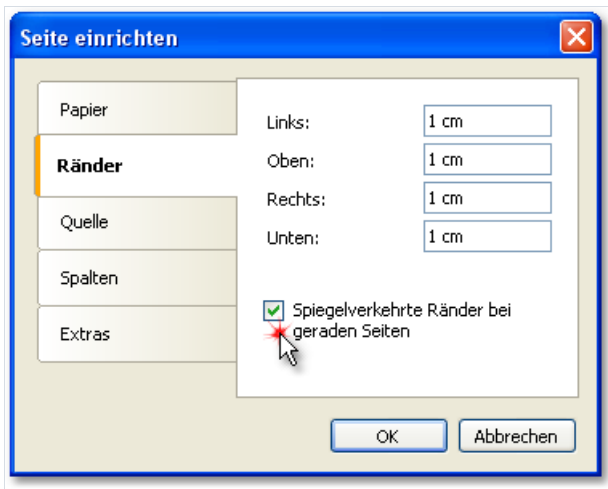 Seite einrichten
Papier
Ränder
Quelle
Spalten
Extras
Links: 1 cm
Oben: 1 cm
Rechts: 1 cm
Unten: 1 cm
Spiegelverkehrte Ränder bei
geraden Seiten
OK Abbrechen